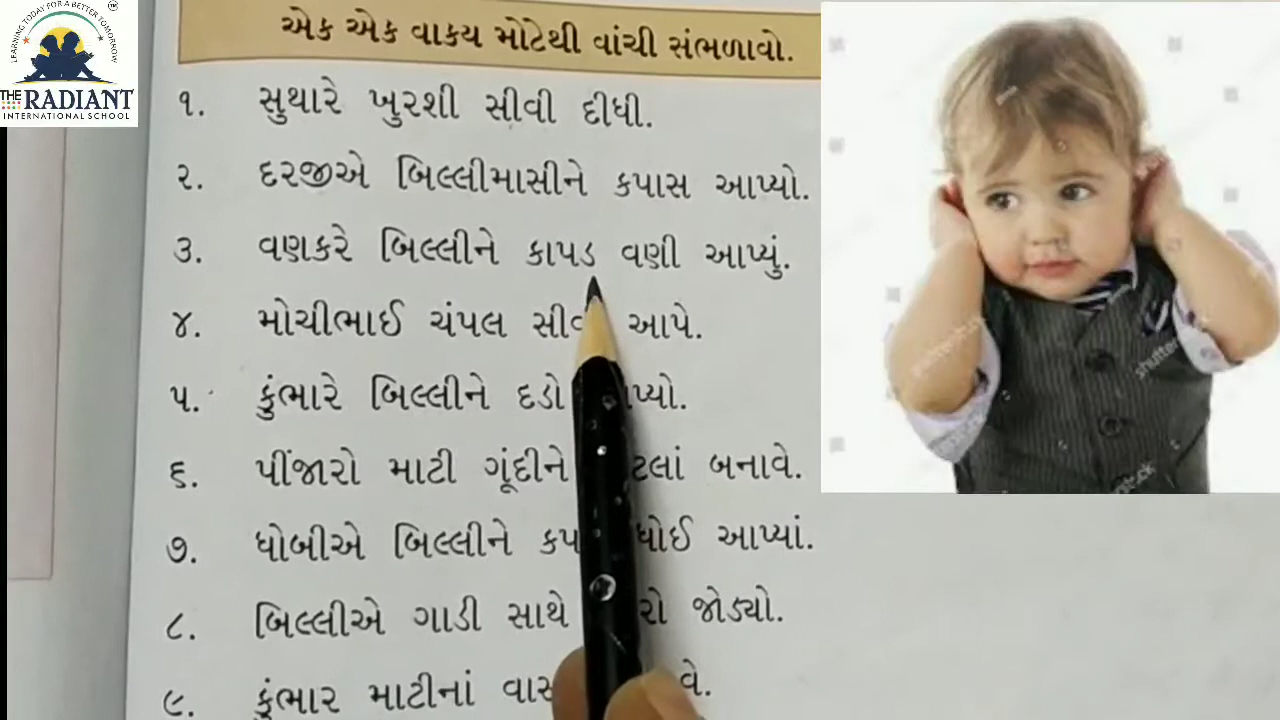 LEARNING TODAY FOR A BETTER TOMORROW
THE RADIANT
INTERNATIONAL SCHOOL
એક એક વાક્ય મોટેથી વાંચી સંભળાવો.
૧. સુથારે ખુરશી સીવી દીધી.
૨. દરજીએ બિલ્લીમાસીને કપાસ આપ્યો.
૩. વણકરે બિલ્લીને કાપડ વણી આપ્યું.
૪. મોચીભાઈ ચંપલ આપે.
૫. કુંભારે બિલ્લીને દડો
૬. પીંજારો માટી ગૂંદીને બનાવે.
૭. ધોબીએ બિલ્લીને ધોઈ આપ્યાં.
૮. બિલ્લીએ ગાડી સાથે જોડ્યો.
૯. કુંભાર માટીનાં
shutterstock